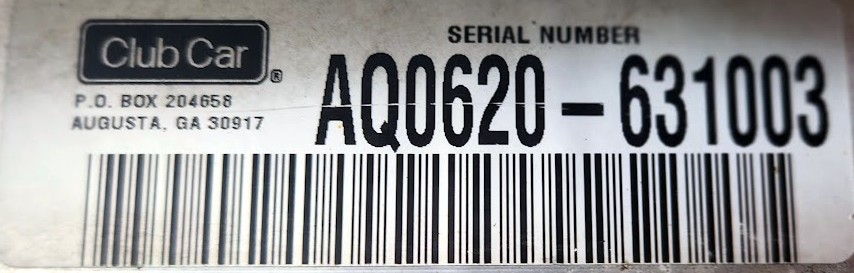 Club Car®
P.O. BOX 204658
AUGUSTA, GA 30917
SERIAL NUMBER
AQ0620-631003